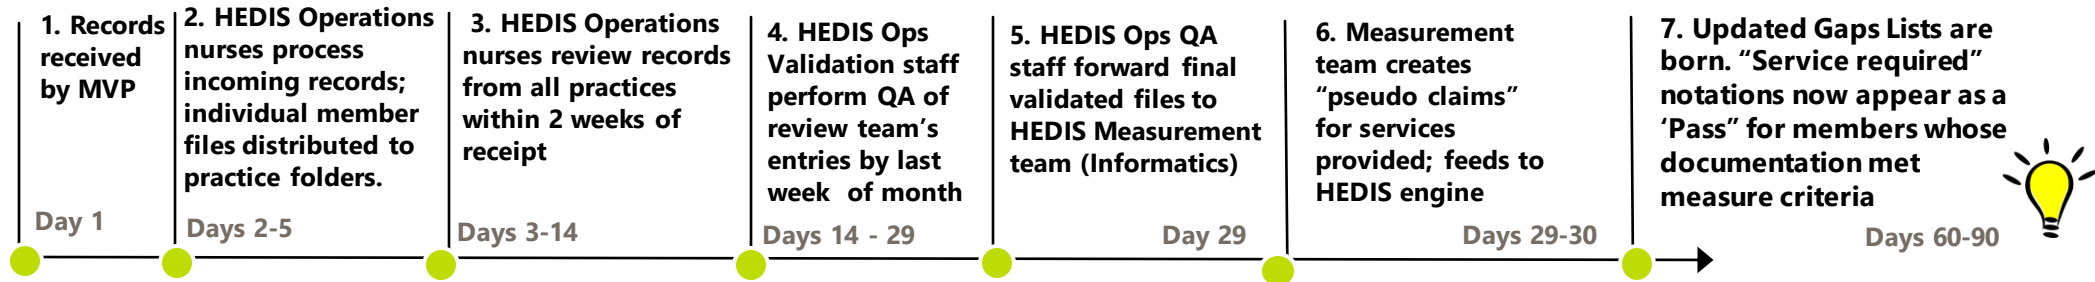 1. Records
received
by MVP
Day 1
2. HEDIS Operations
nurses process
incoming records;
individual member
files distributed to
practice folders.
Days 2-5
3. HEDIS Operations
nurses review records
from all practices
within 2 weeks of
receipt
Days 3-14
4. HEDIS Ops
Validation staff
perform QA of
review team’s
entries by last
week of month
Days 14 - 29
5. HEDIS Ops QA
staff forward final
validated files to
HEDIS Measurement
team (Informatics)
Day 29
6. Measurement
team creates
“pseudo claims”
for services
provided; feeds to
HEDIS engine
Days 29-30
7. Updated Gaps Lists are
born. “Service required”
notations now appear as a
‘Pass” for members whose
documentation met
measure criteria
Days 60-90